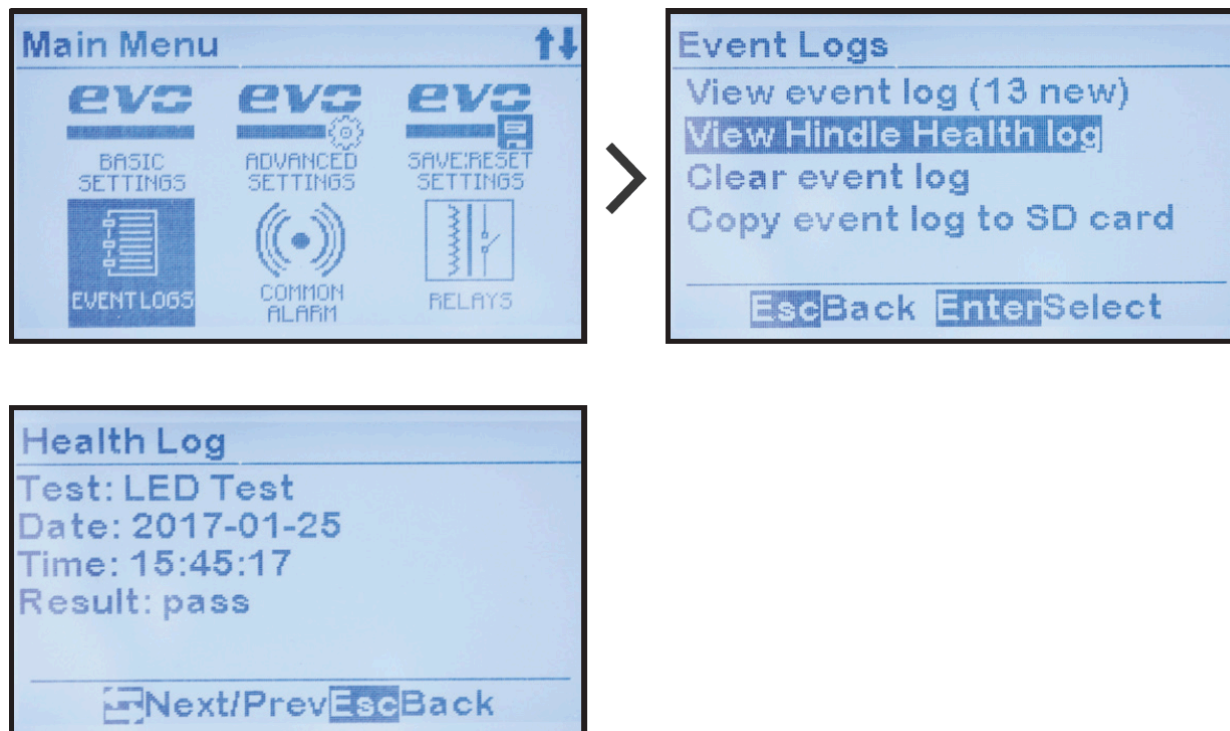 Main Menu
evo evo evo
BASIC SETTINGS
ADVANCED SETTINGS
SAVE:RESET SETTINGS
EVENT LOGS
COMMON ALARM
RELAYS
Event Logs
View event log (13 new)
View Hindle Health log
Clear event log
Copy event log to SD card
Esc Back Enter Select
Health Log
Test: LED Test
Date: 2017-01-25
Time: 15:45:17
Result: pass
Next/Prev Esc Back